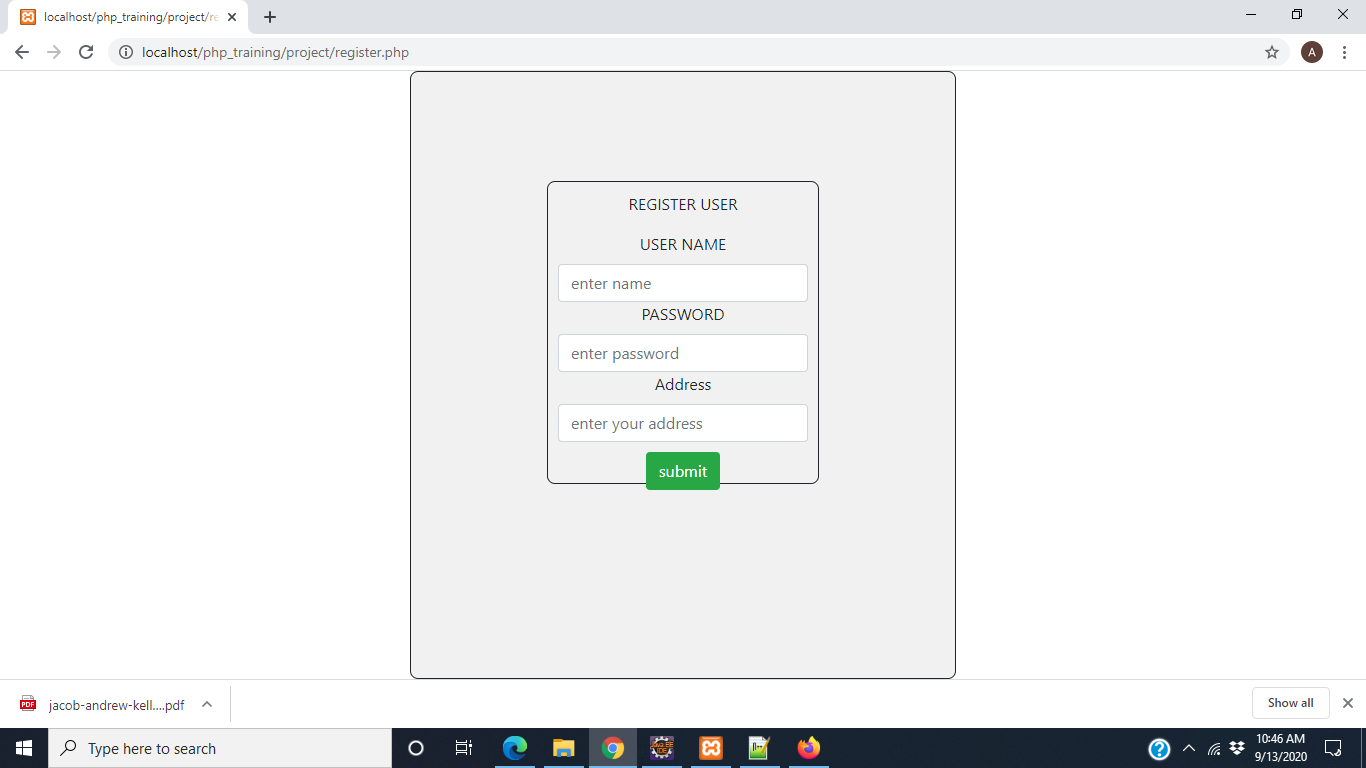 localhost/php_training/project/re
localhost/php_training/project/register.php
A
REGISTER USER
USER NAME
enter name
PASSWORD
enter password
Address
enter your address
submit
PDF
jacob-andrew-kell....pdf
Show all
Type here to search
10:46 AM
9/13/2020